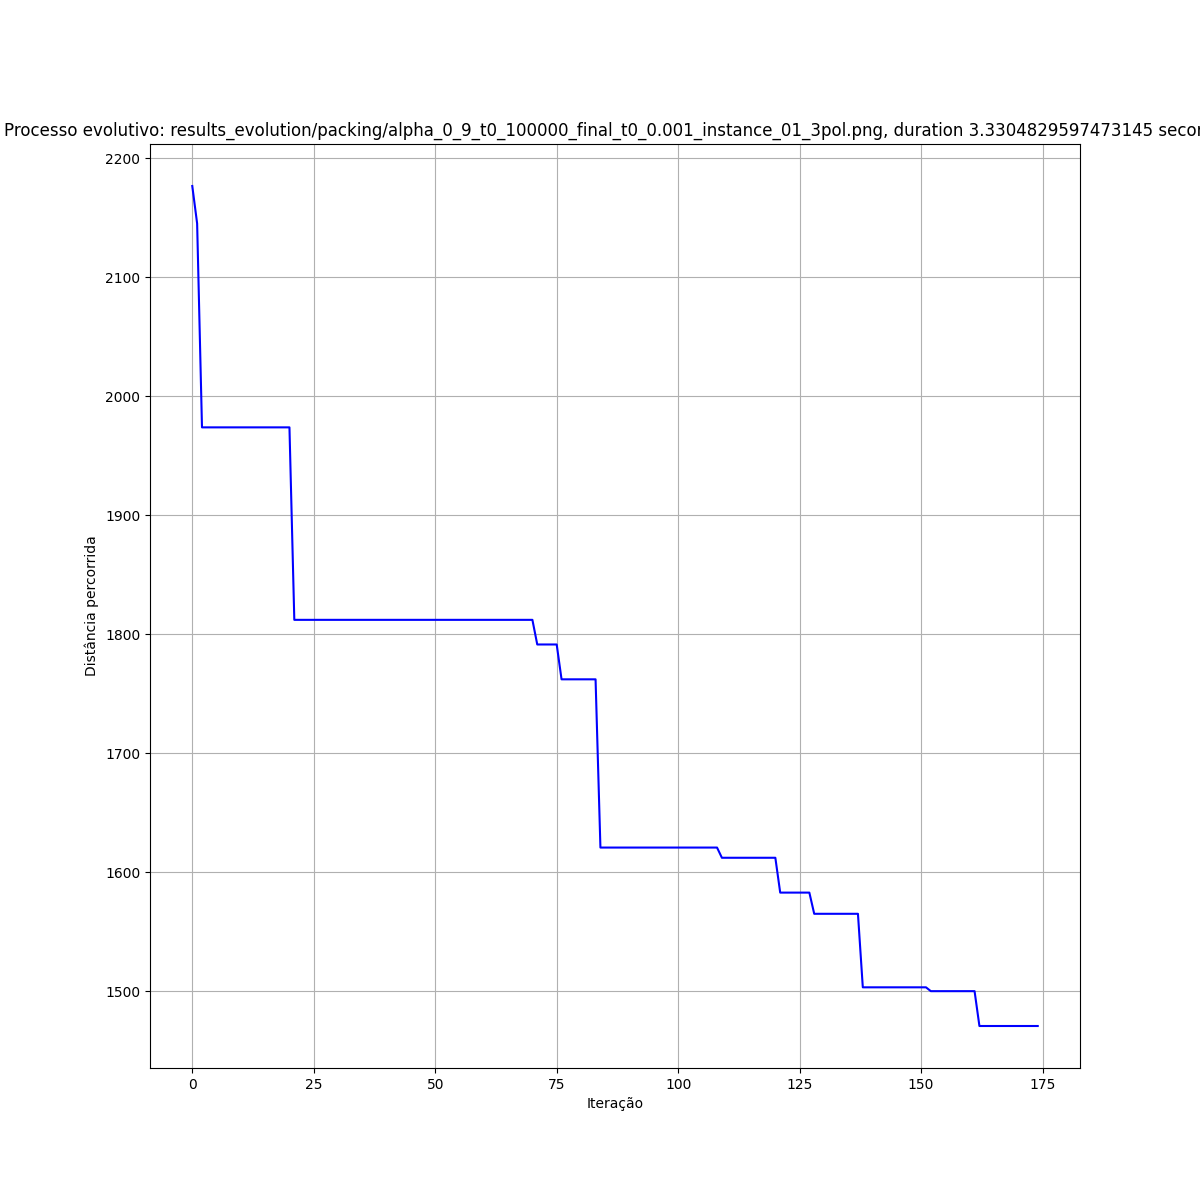 Processo evolutivo: results_evolution/packing/alpha_0_9_t0_100000_final_t0_0.001_instance_01_3pol.png, duration 3.3304829597473145
2200
2100
2000
1900
1800
1700
1600
1500
Distância percorrida
0 25 50 75 100 125 150 175
Iteração